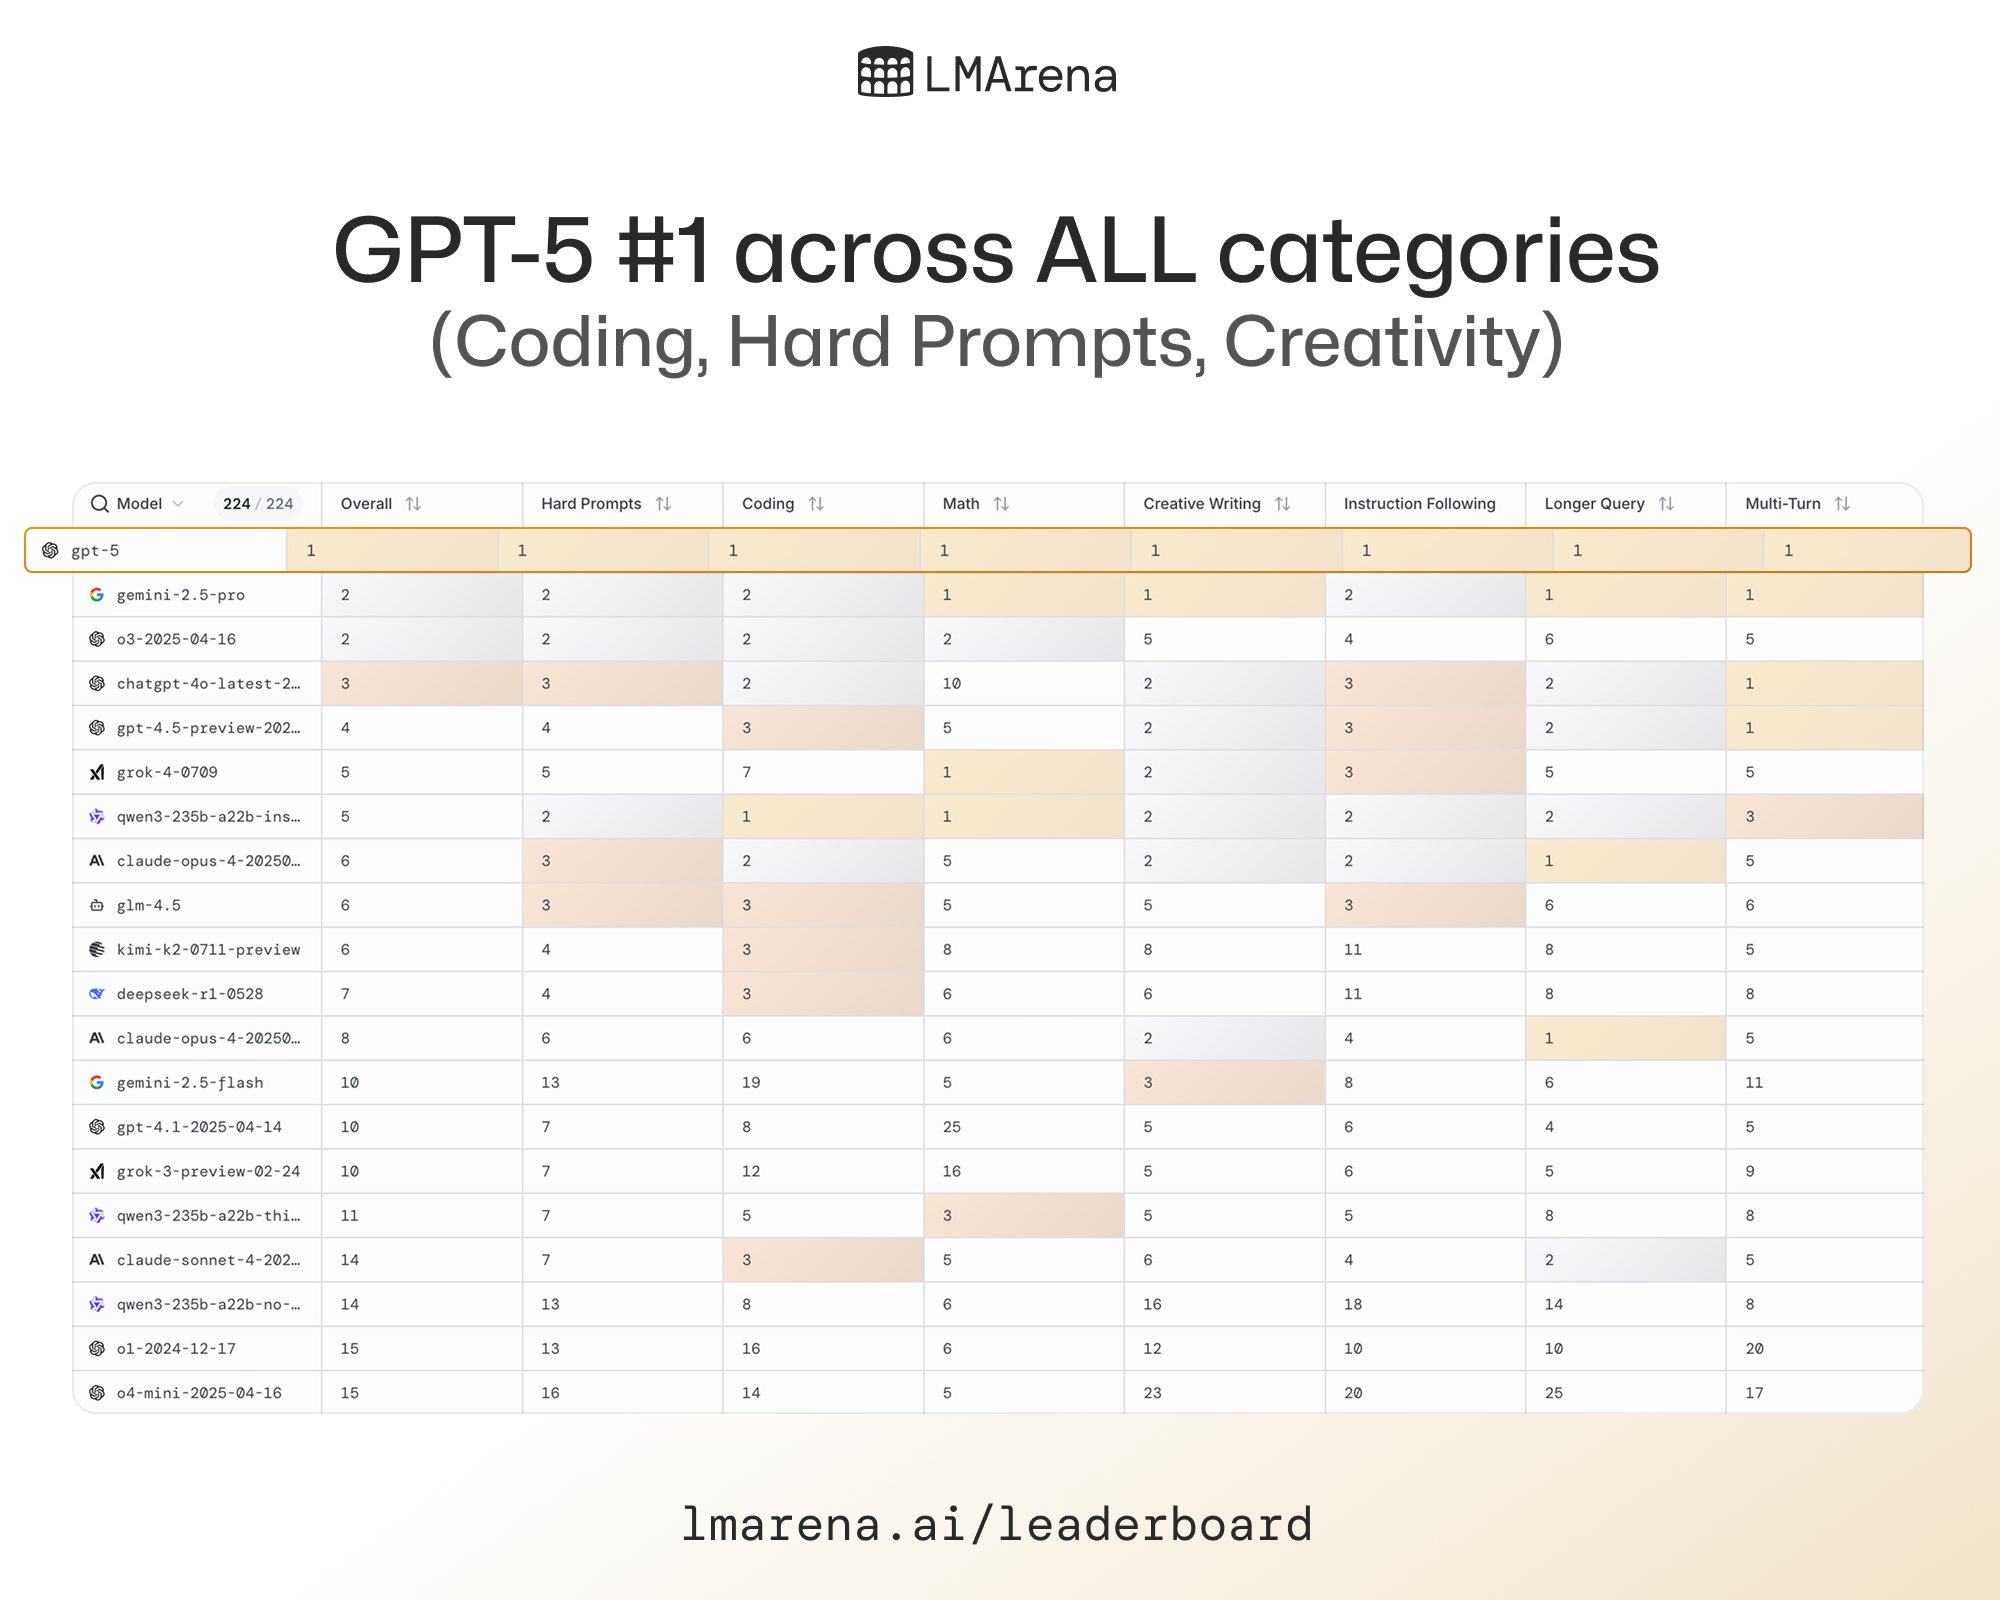 LMArena
GPT-5 #1 across ALL categories
(Coding, Hard Prompts, Creativity)
Model 224 / 224 Overall Hard Prompts Coding Math Creative Writing Instruction Following Longer Query Multi-Turn
gpt-5 1 1 1 1 1 1 1 1
gemini-2.5-pro 2 2 2 1 1 2 1 1
o3-2025-04-16 2 2 2 2 5 4 6 5
chatgpt-4o-latest-2… 3 3 2 10 2 3 2 1
gpt-4.5-preview-202… 4 4 3 5 2 3 2 1
grok-4-0709 5 5 7 1 2 3 5 5
qwen3-235b-a22b-ins… 5 2 1 1 2 2 2 3
claude-opus-4-20250… 6 3 2 5 2 2 1 5
glm-4.5 6 3 3 5 5 3 6 6
kimi-k2-0711-preview 6 4 3 8 8 11 8 5
deepseek-r1-0528 7 4 3 6 6 11 8 8
claude-opus-4-20250… 8 6 6 6 2 4 1 5
gemini-2.5-flash 10 13 19 5 3 8 6 11
gpt-4.1-2025-04-14 10 7 8 25 5 6 4 5
grok-3-preview-02-24 10 7 12 16 5 6 5 9
qwen3-235b-a22b-thi… 11 7 5 3 5 5 8 8
claude-sonnet-4-202… 14 7 3 5 6 4 2 5
qwen3-235b-a22b-no-… 14 13 8 6 16 18 14 8
o1-2024-12-17 15 13 16 6 12 10 10 20
o4-mini-2025-04-16 15 16 14 5 23 20 25 17
lmarena.ai/leaderboard